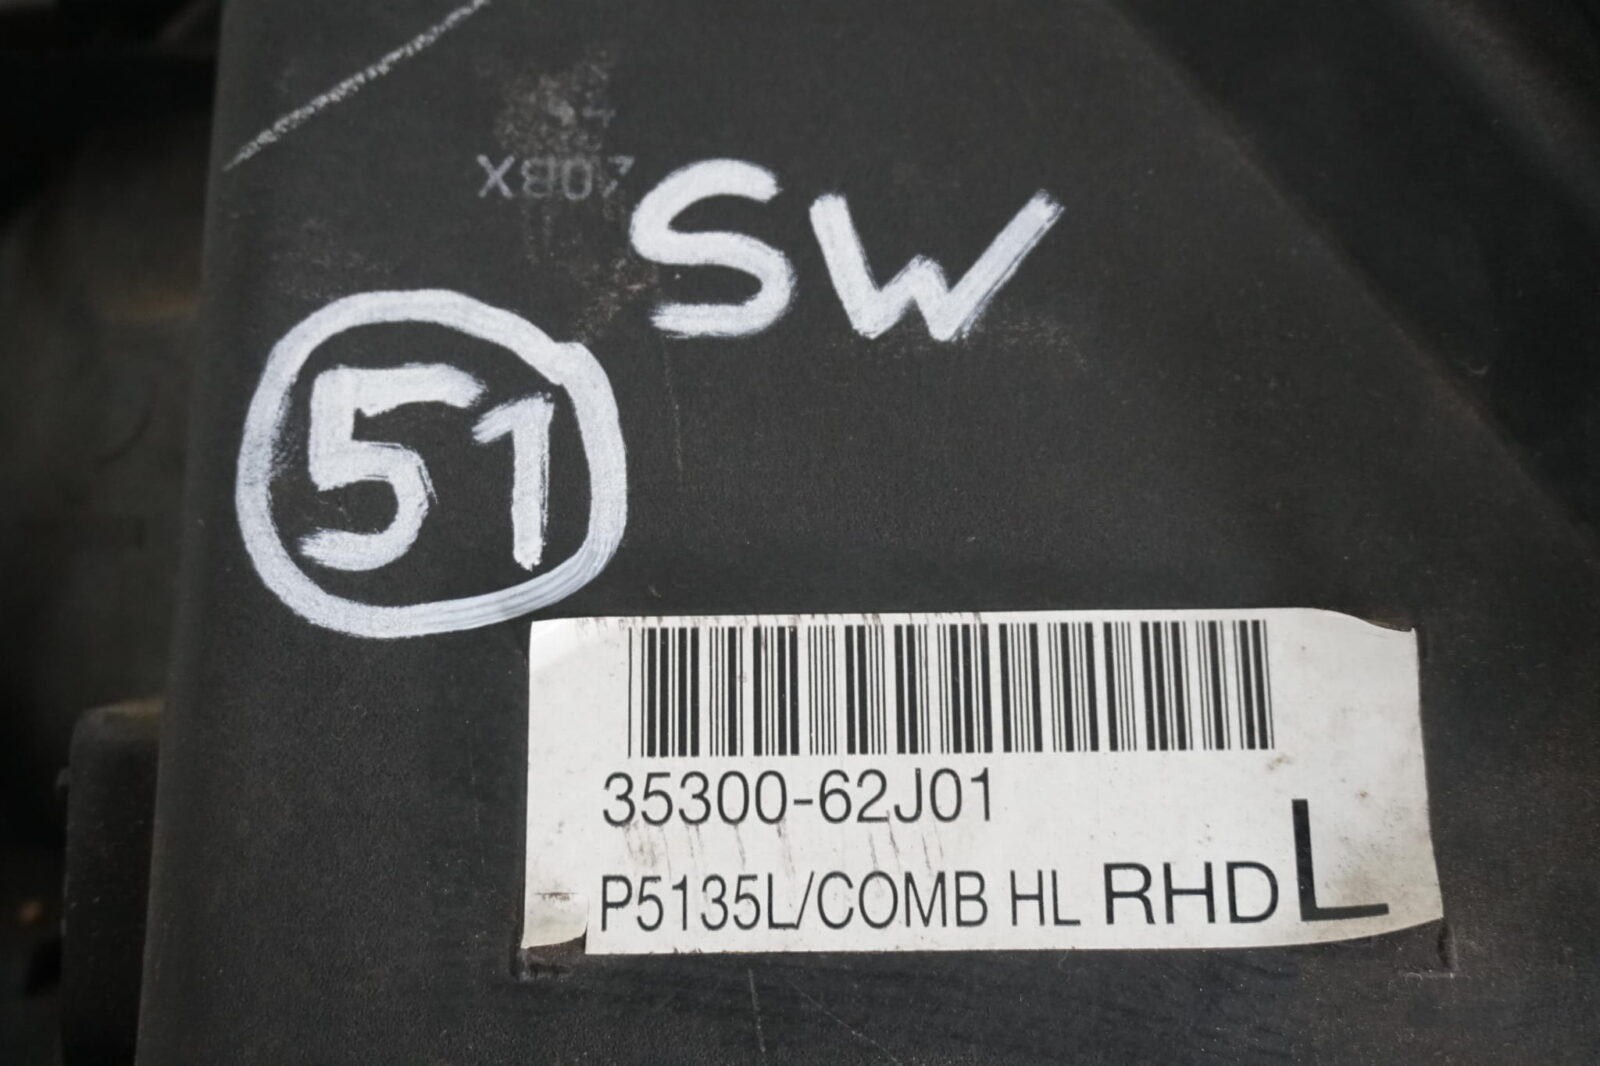 SW
51
35300-62J01
P5135L/COMB HL RHD L